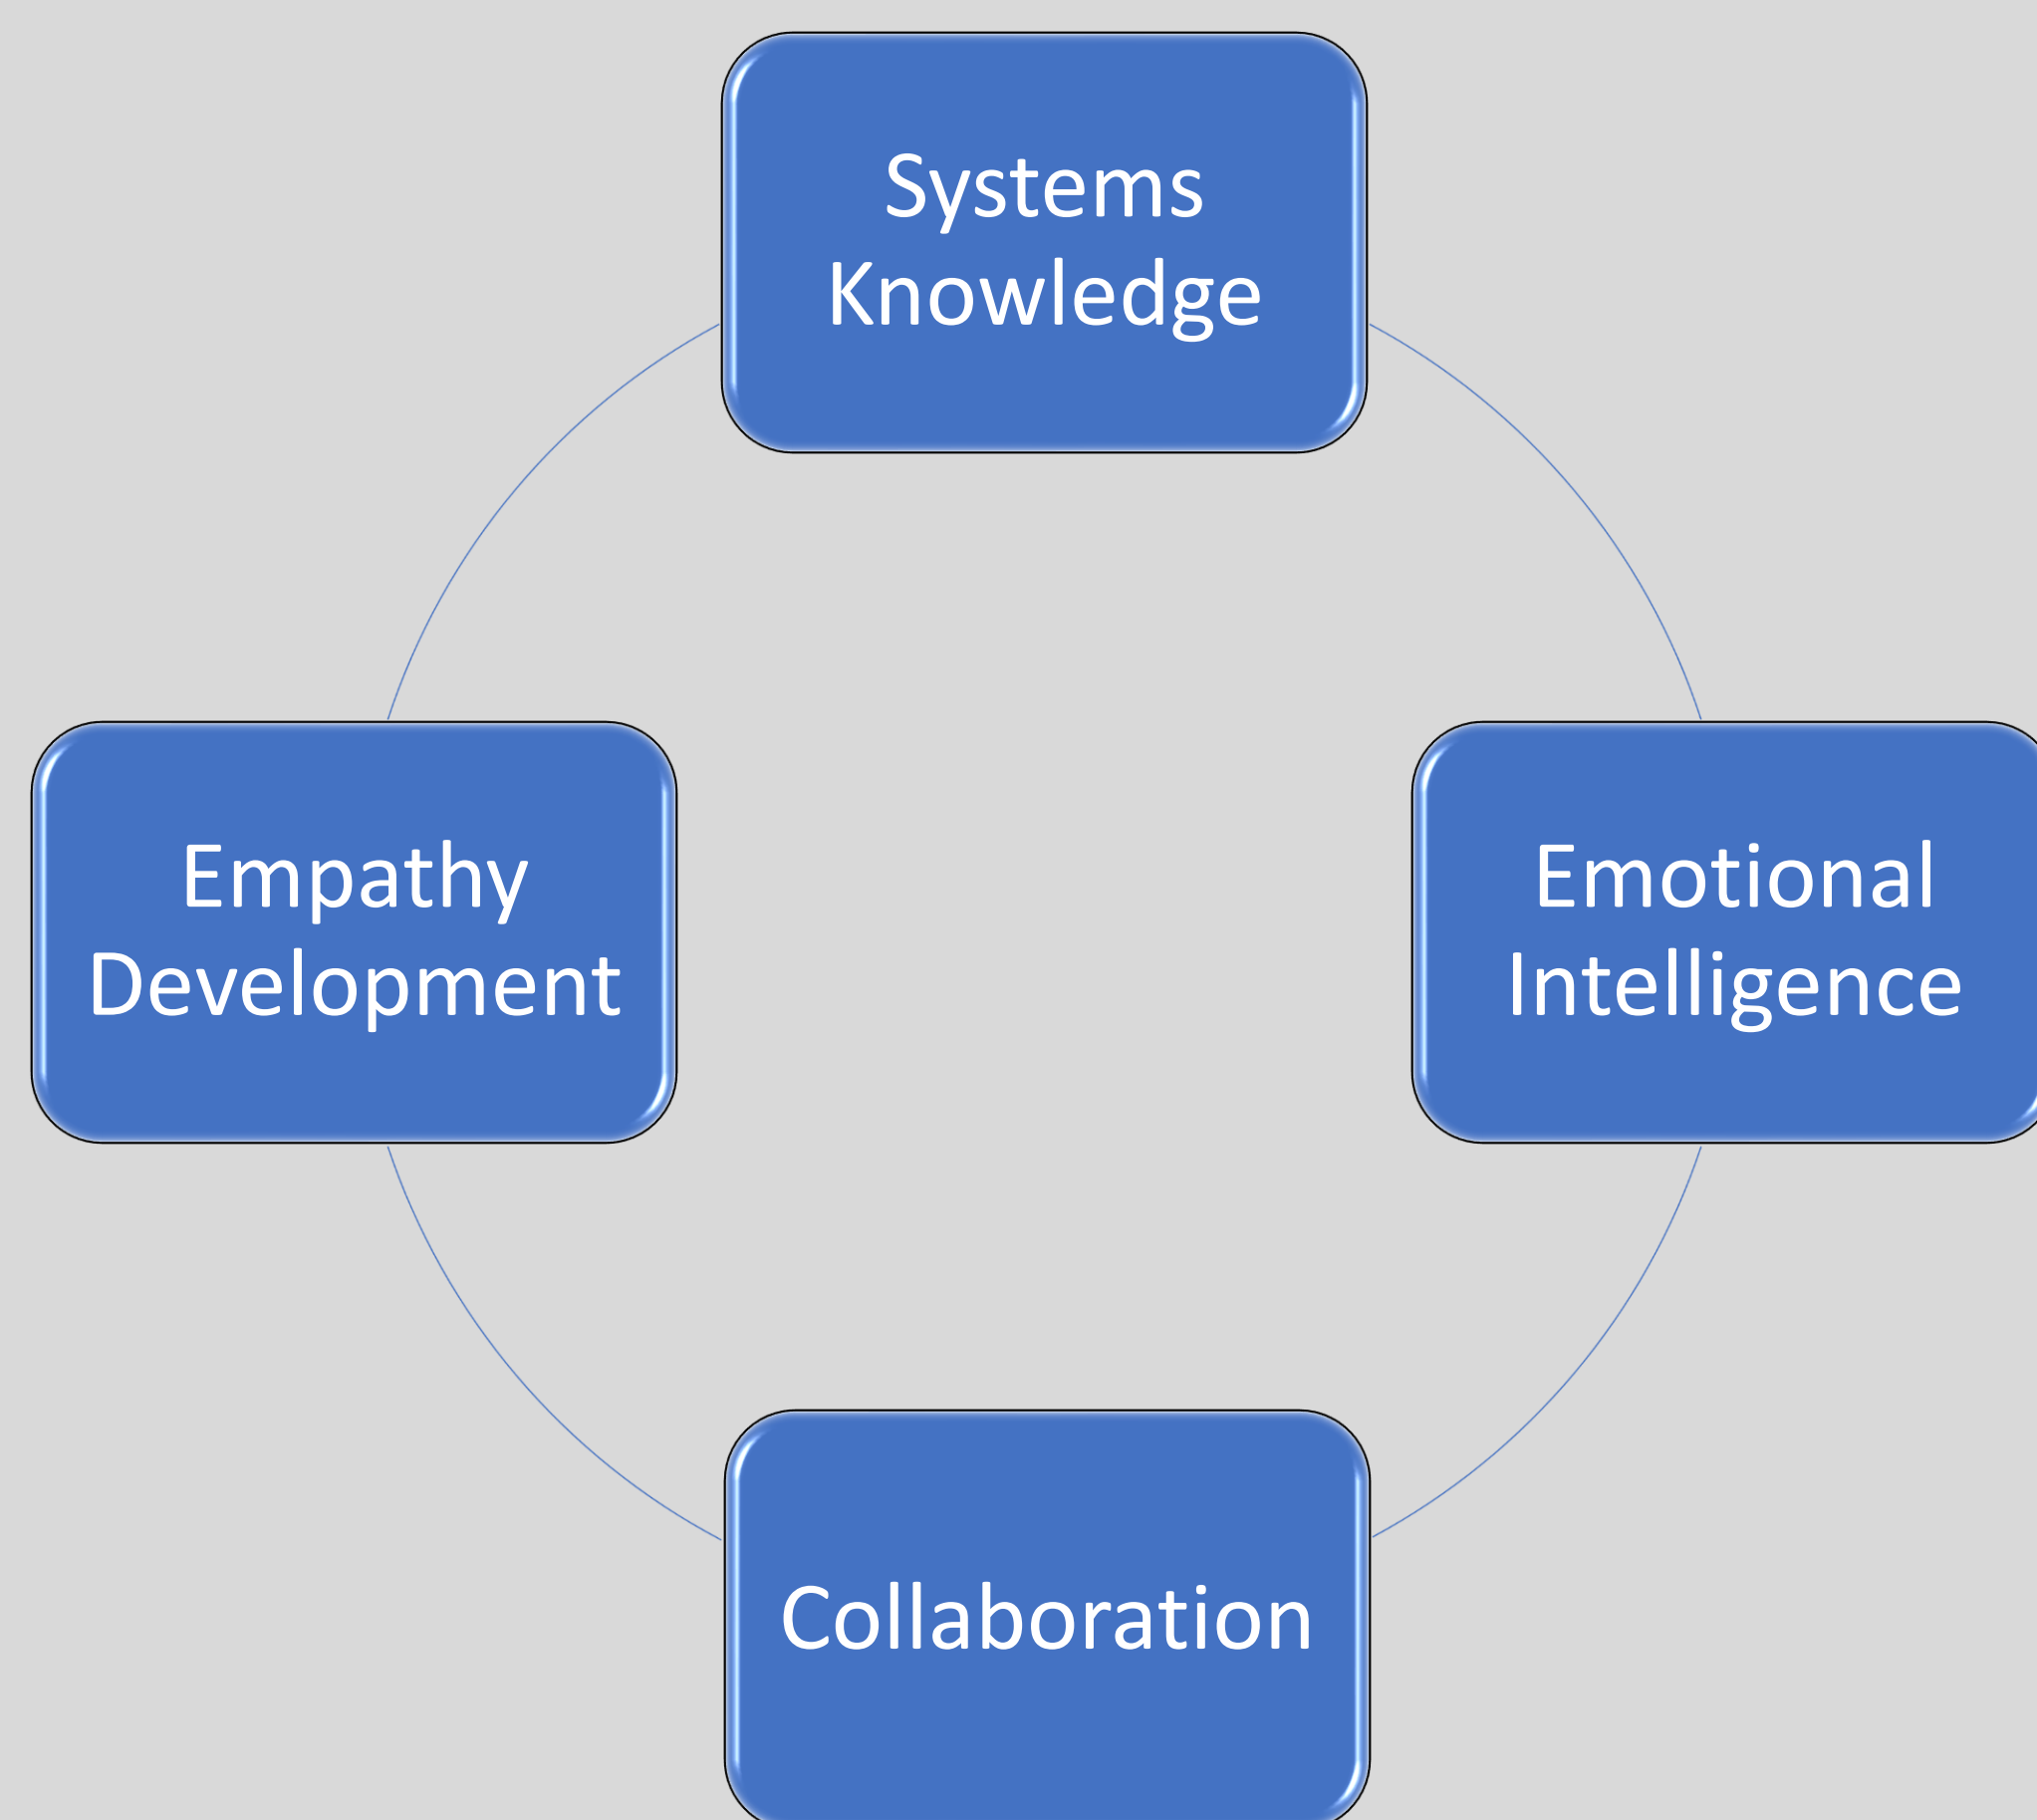 Systems
Knowledge
Empathy
Development
Emotional
Intelligence
Collaboration